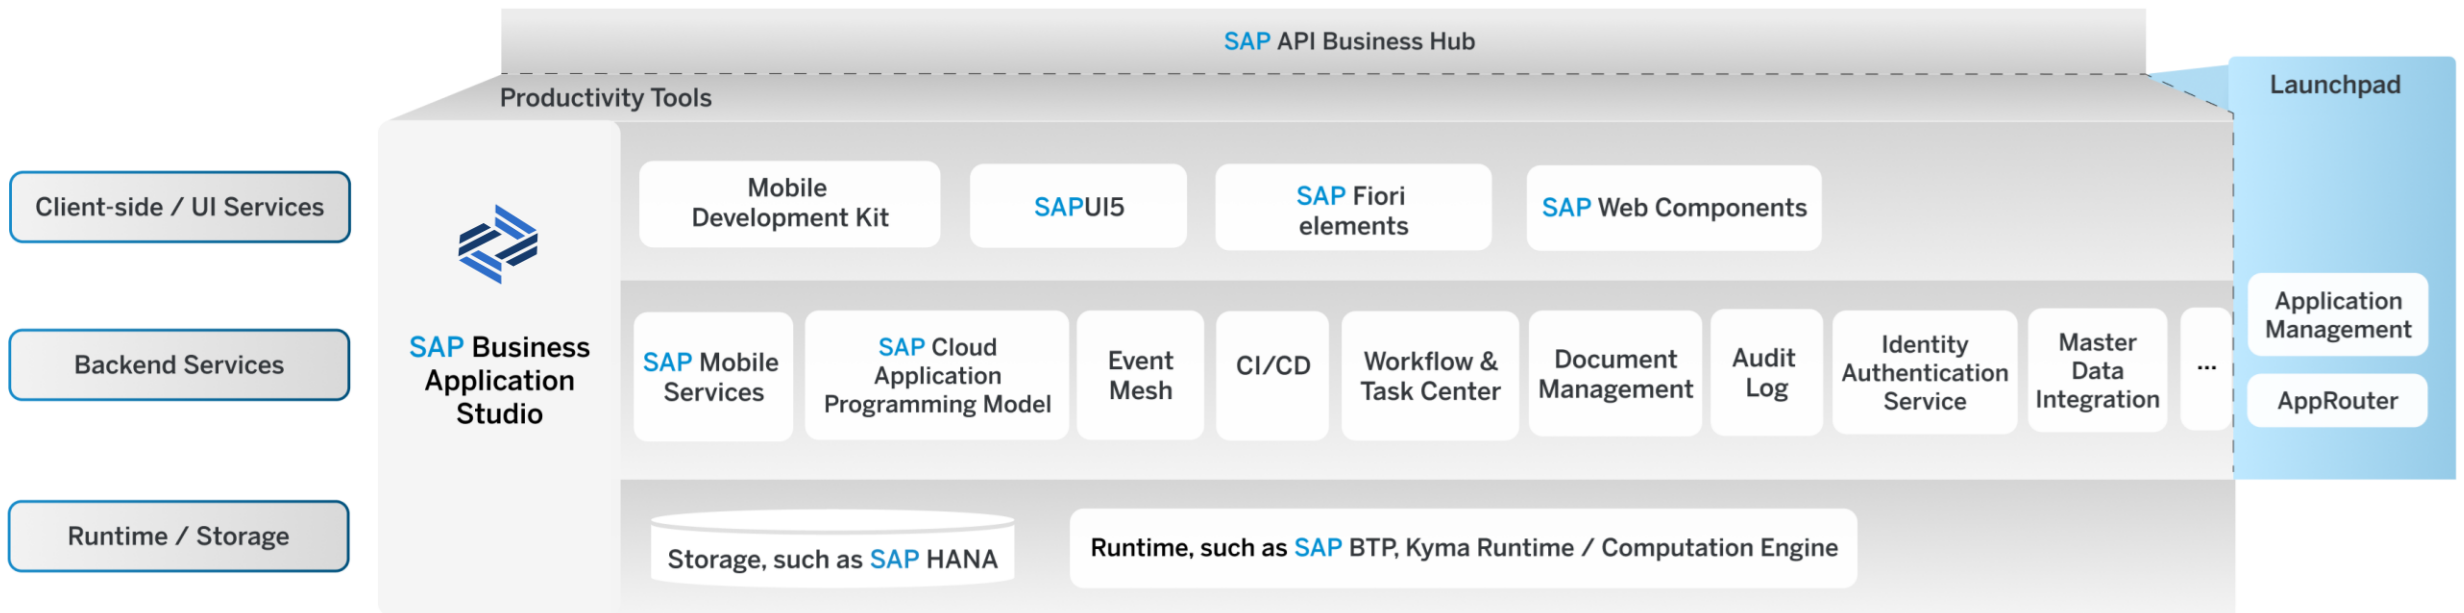 SAP API Business Hub
Productivity Tools
Launchpad
Client-side / UI Services
Mobile
Development Kit
SAPUI5
SAP Fiori
elements
SAP Web Components
SAP Business
Application
Studio
Backend Services
SAP Mobile
Services
SAP Cloud
Application
Programming Model
Event
Mesh
CI/CD
Workflow &
Task Center
Document
Management
Audit
Log
Identity
Authentication
Service
Master
Data
Integration
...
Application
Management
AppRouter
Runtime / Storage
Storage, such as SAP HANA
Runtime, such as SAP BTP, Kyma Runtime / Computation Engine